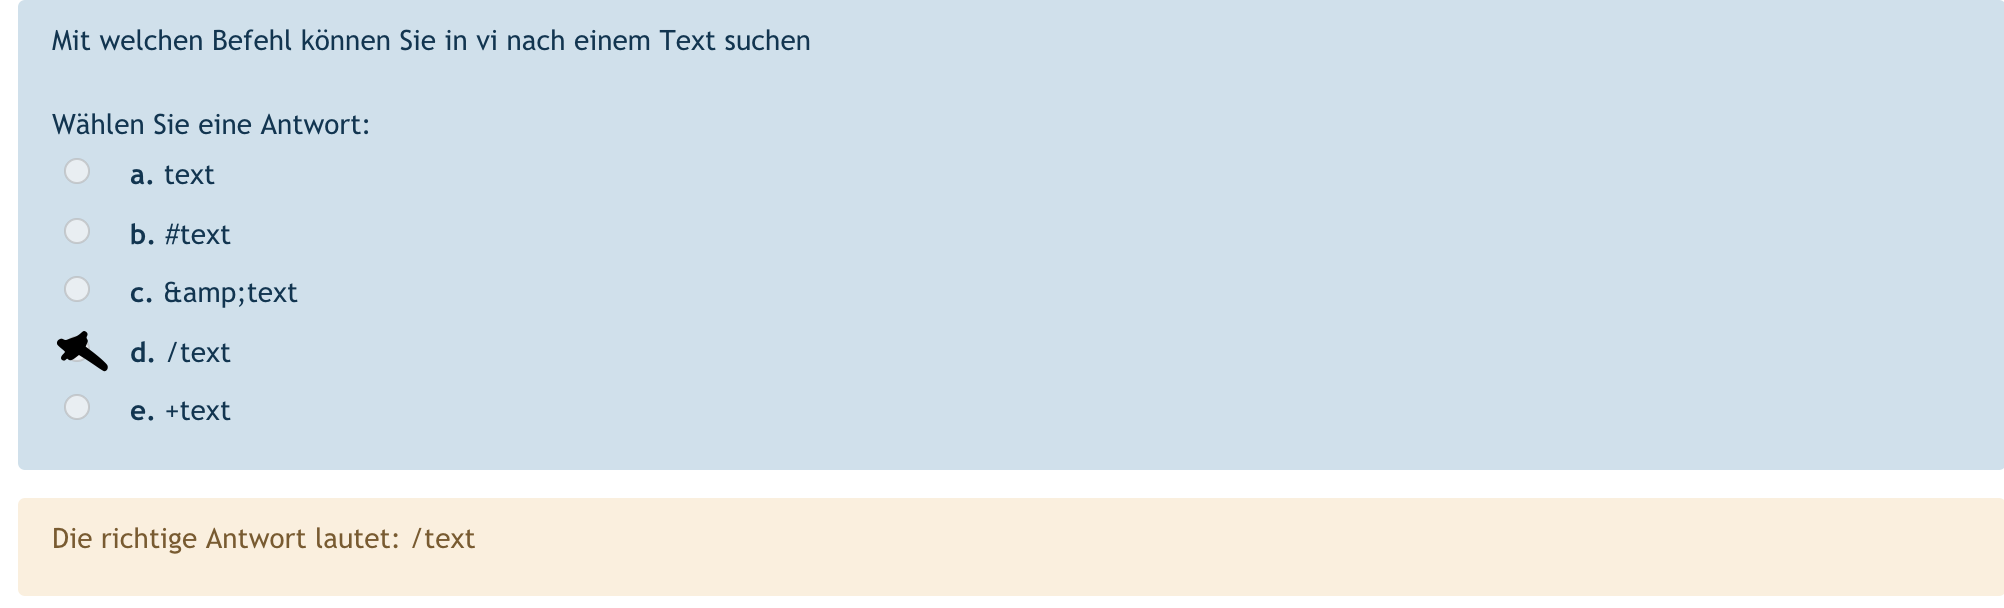 Mit welchen Befehl können Sie in vi nach einem Text suchen
Wählen Sie eine Antwort:
a. text
b. #text
c. &amp;text
d. /text
e. +text
Die richtige Antwort lautet: /text